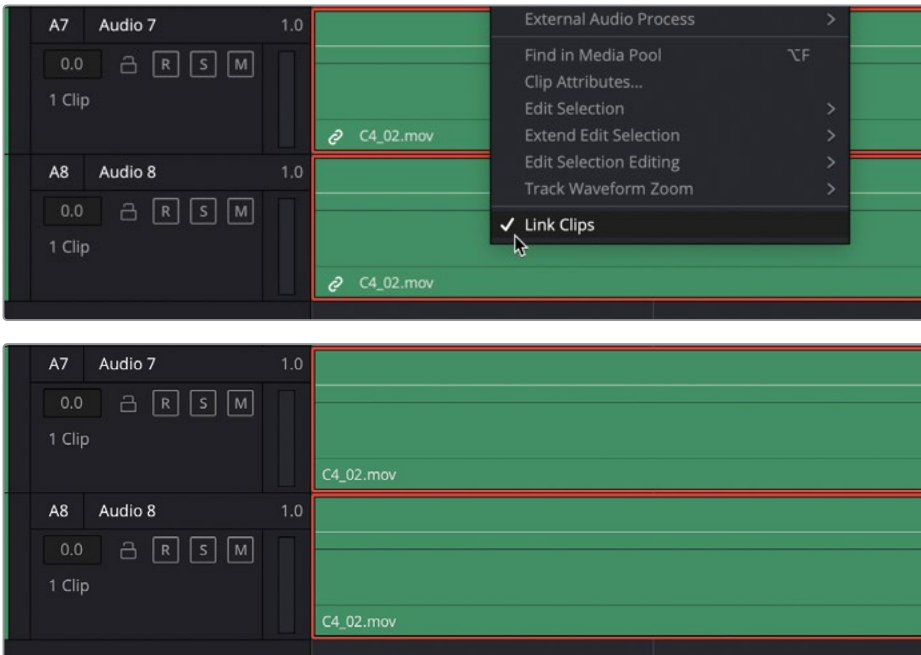 A7 Audio 7 1.0
External Audio Process >
0.0 R S M
Find in Media Pool ⌥F
Clip Attributes...
1 Clip
Edit Selection >
C4_02.mov
Extend Edit Selection >
Edit Selection Editing >
A8 Audio 8 1.0
Track Waveform Zoom >
0.0 R S M
✓ Link Clips
1 Clip
C4_02.mov
A7 Audio 7 1.0
0.0 R S M
1 Clip
C4_02.mov
A8 Audio 8 1.0
0.0 R S M
1 Clip
C4_02.mov